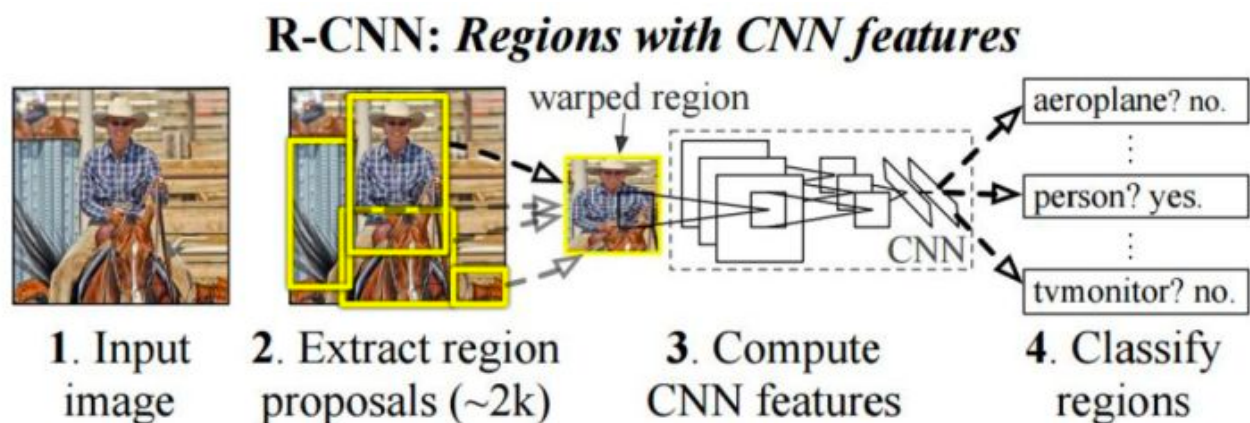 R-CNN: Regions with CNN features
warped region
aeroplane? no.
person? yes.
CNN
tvmonitor? no.
1. Input
image
2. Extract region
proposals (~2k)
3. Compute
CNN features
4. Classify
regions